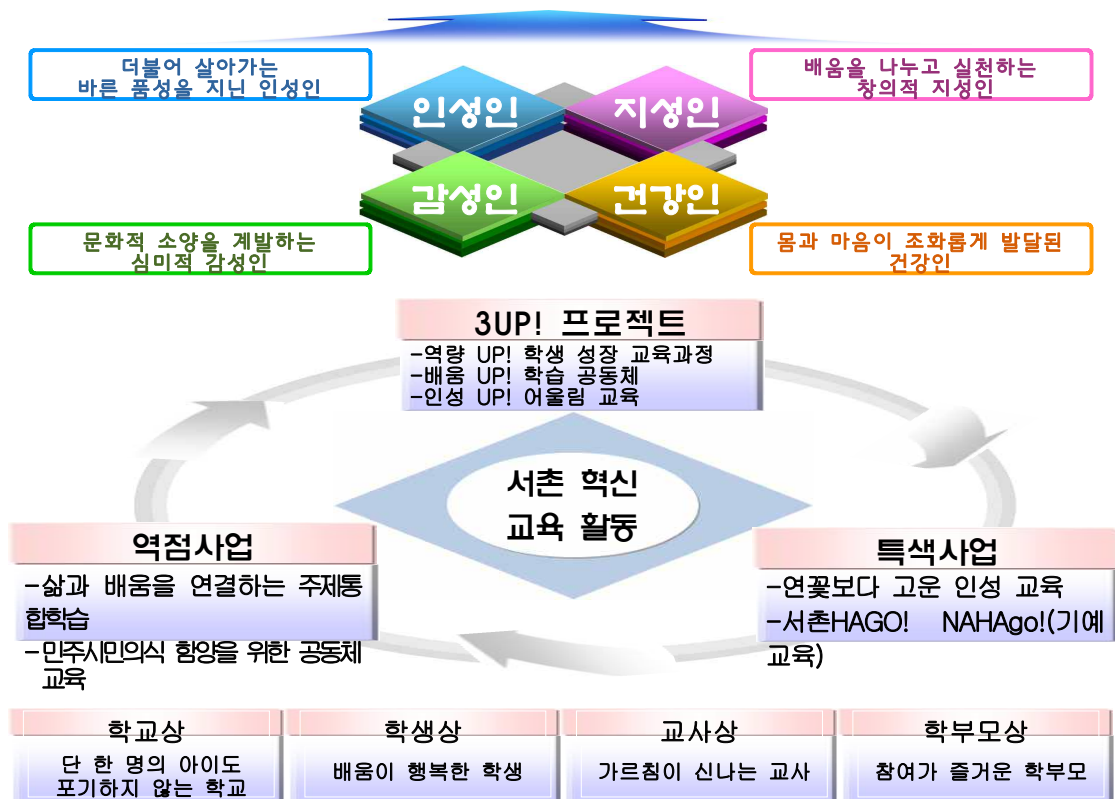 더불어 살아가는
바른 품성을 지닌 인성인
배움을 나누고 실천하는
창의적 지성인
인성인
지성인
감성인
건강인
문화적 소양을 계발하는
심미적 감성인
몸과 마음이 조화롭게 발달된
건강인
3UP! 프로젝트
-역량 UP! 학생 성장 교육과정
-배움 UP! 학습 공동체
-인성 UP! 어울림 교육
서촌 혁신
교육 활동
역점사업
-삶과 배움을 연결하는 주제통
합학습
-민주시민의식 함양을 위한 공동체
교육
특색사업
-연꽃보다 고운 인성 교육
-서촌HAGO! NAHAgo!(기예
교육)
학교상
단 한 명의 아이도
포기하지 않는 학교
학생상
배움이 행복한 학생
교사상
가르침이 신나는 교사
학부모상
참여가 즐거운 학부모